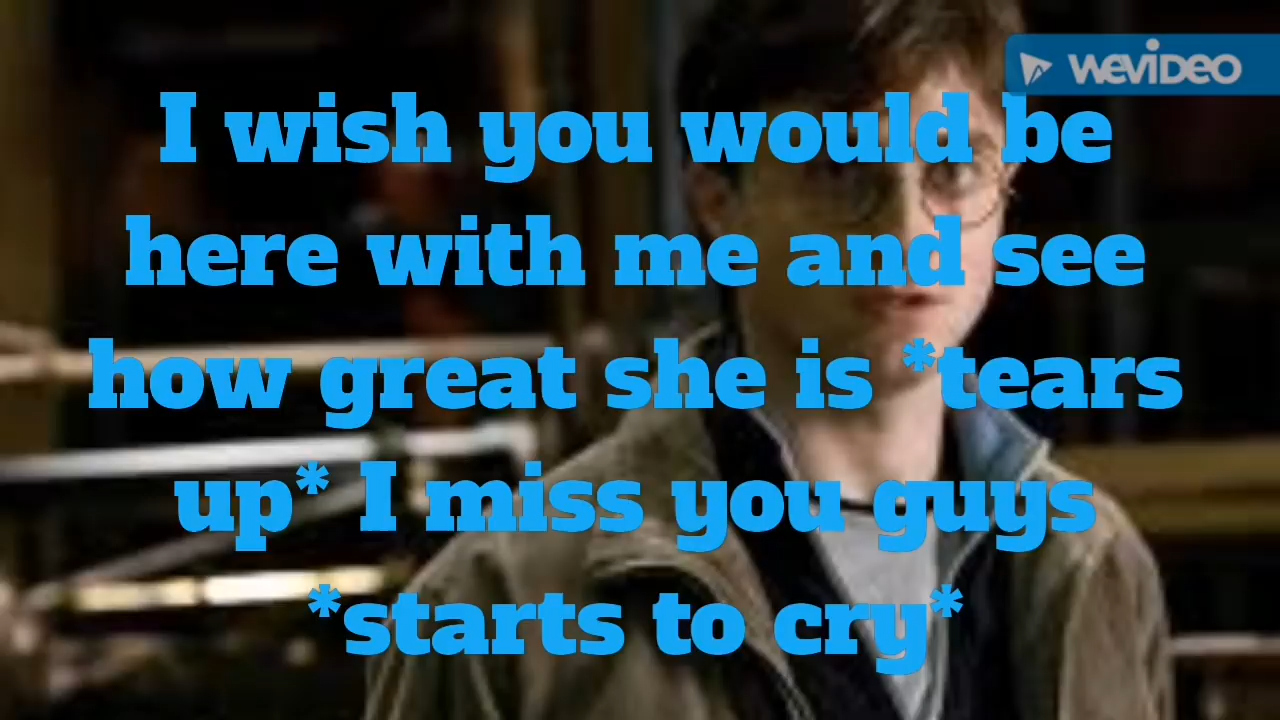 WEVIDEO
I wish you would be
here with me and see
how great she is *tears
up* I miss you guys
*starts to cry*